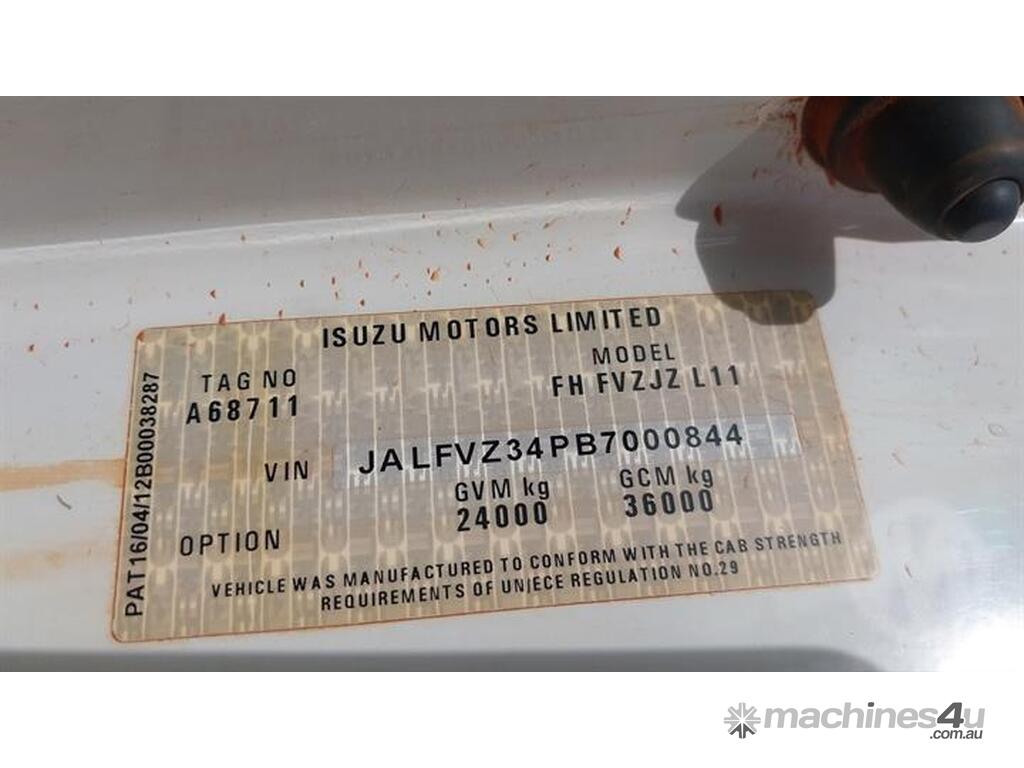 ISUZU MOTORS LIMITED
TAG NO
A68711
MODEL
FH FVZJZ L11
VIN JALFVZ34PB7000844
GVM kg
24000
GCM kg
36000
OPTION
VEHICLE WAS MANUFACTURED TO CONFORM WITH THE CAB STRENGTH
REQUIREMENTS OF UN/ECE REGULATION NO.29
PAT16/04/12B00038287
machines4u
.com.au